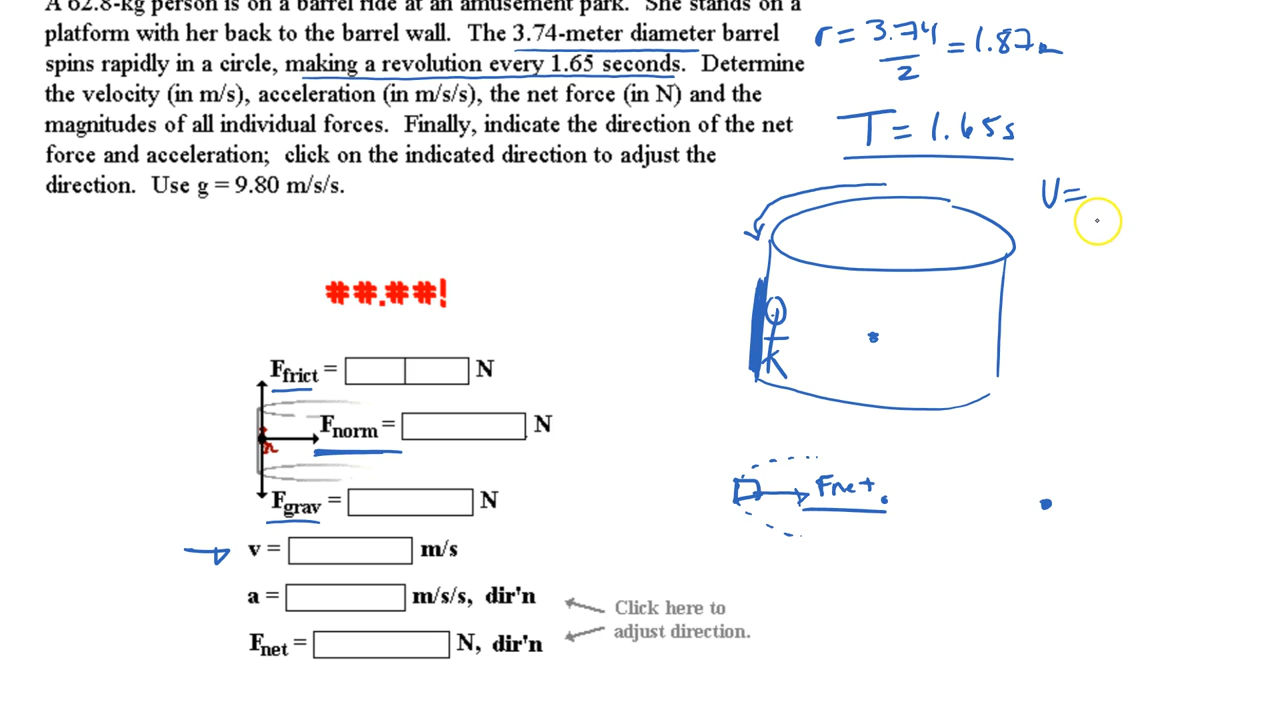 A 62.8-kg person is on a barrel ride at an amusement park. She stands on a
platform with her back to the barrel wall. The 3.74-meter diameter barrel
spins rapidly in a circle, making a revolution every 1.65 seconds. Determine
the velocity (in m/s), acceleration (in m/s/s), the net force (in N) and the
magnitudes of all individual forces. Finally, indicate the direction of the net
force and acceleration; click on the indicated direction to adjust the
direction. Use g = 9.80 m/s/s.
r = 3.74/2 = 1.87m
T = 1.65s
v =
##.##!
Ffrict = N
Fnorm = N
Fgrav = N
Fnet
v = m/s
a = m/s/s, dir'n
Fnet = N, dir'n
Click here to
adjust direction.